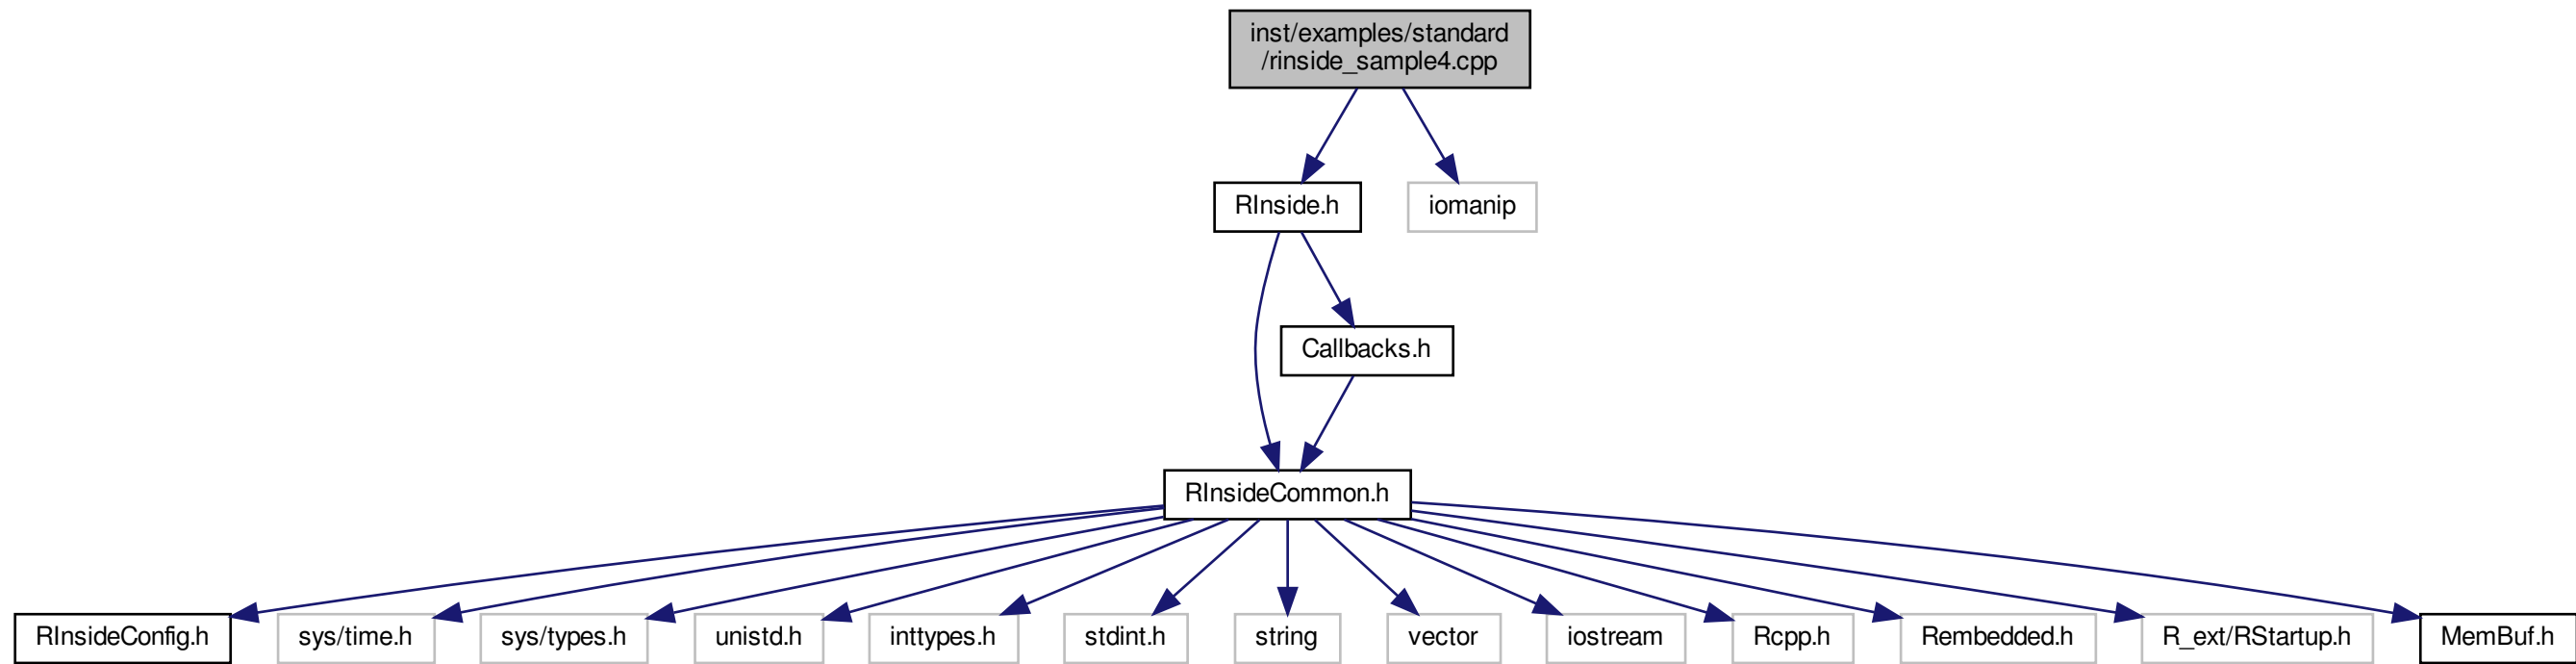 inst/examples/standard
/rinside_sample4.cpp
RInside.h
iomanip
Callbacks.h
RInsideCommon.h
RInsideConfig.h
sys/time.h
sys/types.h
unistd.h
inttypes.h
stdint.h
string
vector
iostream
Rcpp.h
Rembedded.h
R_ext/RStartup.h
MemBuf.h